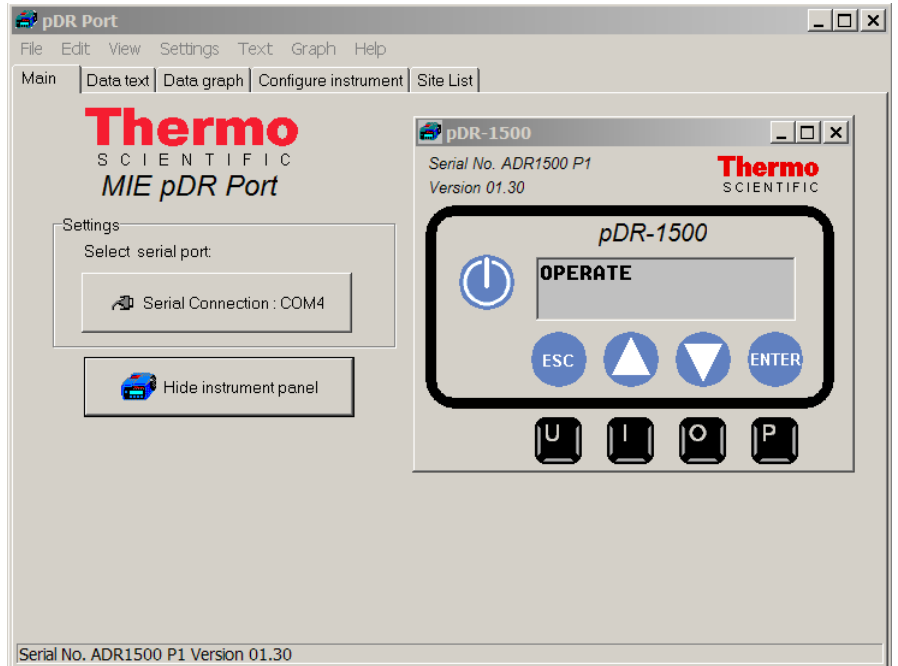 pDR Port
File Edit View Settings Text Graph Help
Main Data text Data graph Configure instrument Site List
Thermo
SCIENTIFIC
MIE pDR Port
Settings
Select serial port:
Serial Connection : COM4
Hide instrument panel
pDR-1500
Serial No. ADR1500 P1
Version 01.30
Thermo
SCIENTIFIC
pDR-1500
OPERATE
ESC ENTER
U I O P
Serial No. ADR1500 P1 Version 01.30